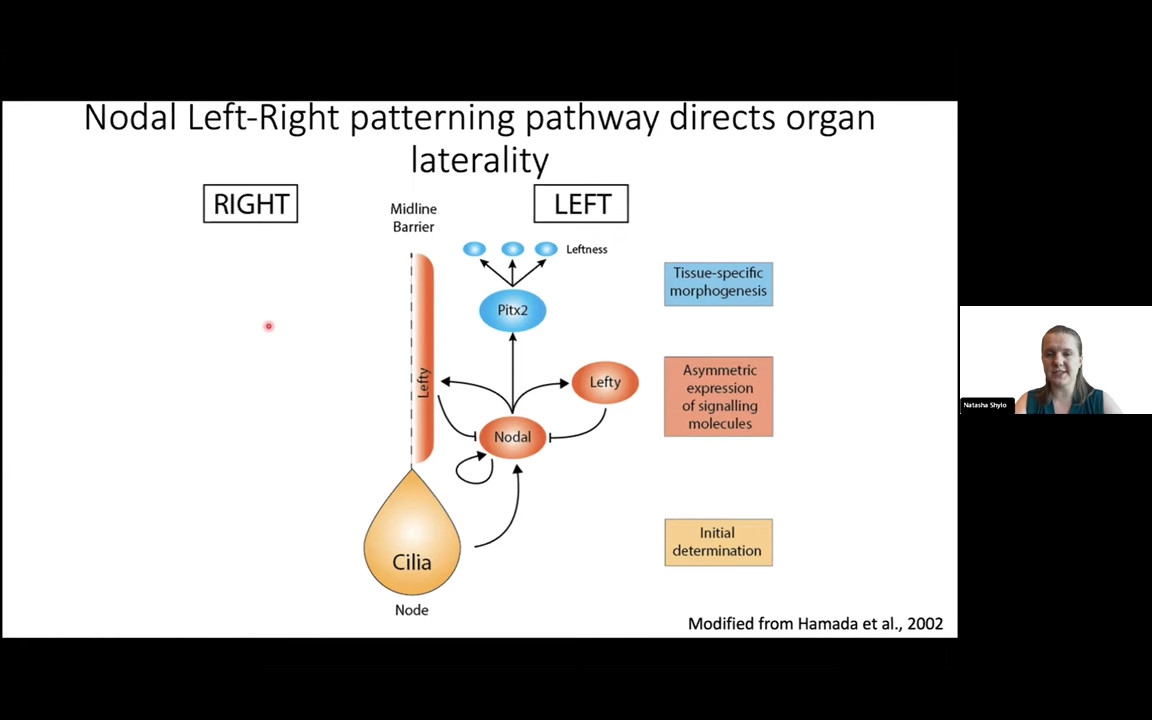 Nodal Left-Right patterning pathway directs organ
laterality
RIGHT
Midline
Barrier
LEFT
Leftness
Pitx2
Lefty
Lefty
Nodal
Cilia
Node
Tissue-specific
morphogenesis
Asymmetric
expression
of signalling
molecules
Initial
determination
Modified from Hamada et al., 2002
Natasha Shylo